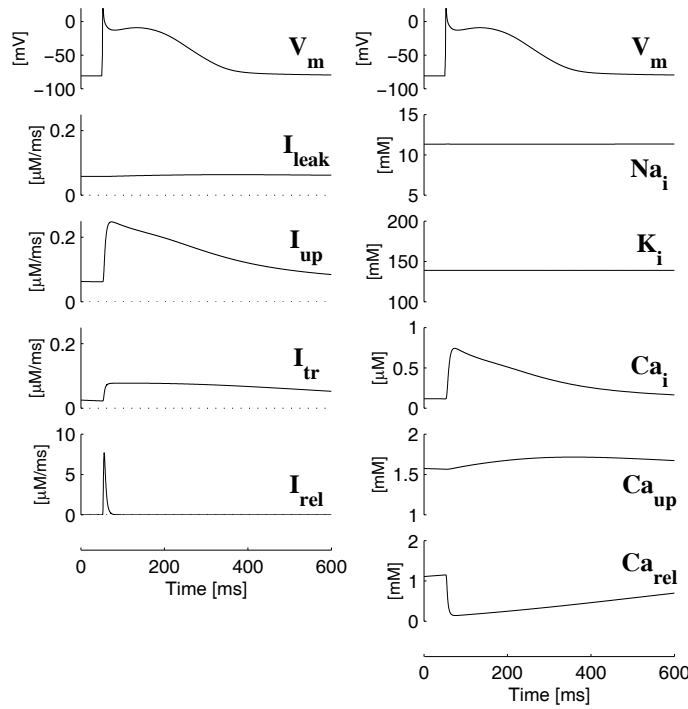 0
−50
−100
[mV]
V_m
0.2
0
[µM/ms]
I_leak
0.2
0
[µM/ms]
I_up
0.2
0
[µM/ms]
I_tr
10
5
0
[µM/ms]
I_rel
0 200 400 600
Time [ms]
0
−50
−100
[mV]
V_m
15
10
5
[mM]
Na_i
200
150
100
[mM]
K_i
1
0.5
0
[µM]
Ca_i
2
1.5
1
[mM]
Ca_up
2
1
0
[mM]
Ca_rel
0 200 400 600
Time [ms]